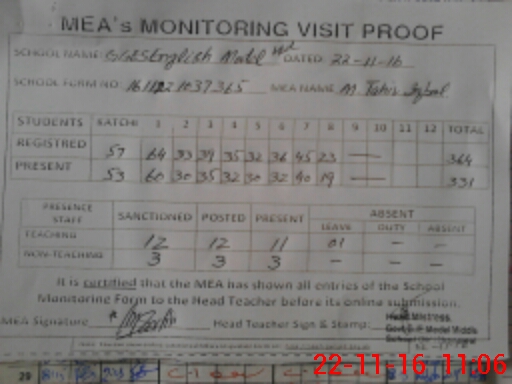 MEA's MONITORING VISIT PROOF
SCHOOL NAME: English Model DATED 22-11-16
SCHOOL FORM NO: MEA NAME M Tahir Iqbal
STUDENTS KATCHI 1 2 3 4 5 6 7 8 9 10 11 12 TOTAL
REGISTRED 57 64 33 39 35 32 36 45 23 — 364
PRESENT 53 60 30 35 32 30 32 40 19 — 331
PRESENCE STAFF SANCTIONED POSTED PRESENT ABSENT
LEAVE DUTY ABSENT
TEACHING 12 12 11 01 – –
NON-TEACHING 3 3 3 – – –
It is certified that the MEA has shown all entries of the School
Monitoring Form to the Head Teacher before its online submission.
MEA Signature Head Teacher Sign & Stamp:
Headmistress
Model Middle
29
22-11-16 11:06